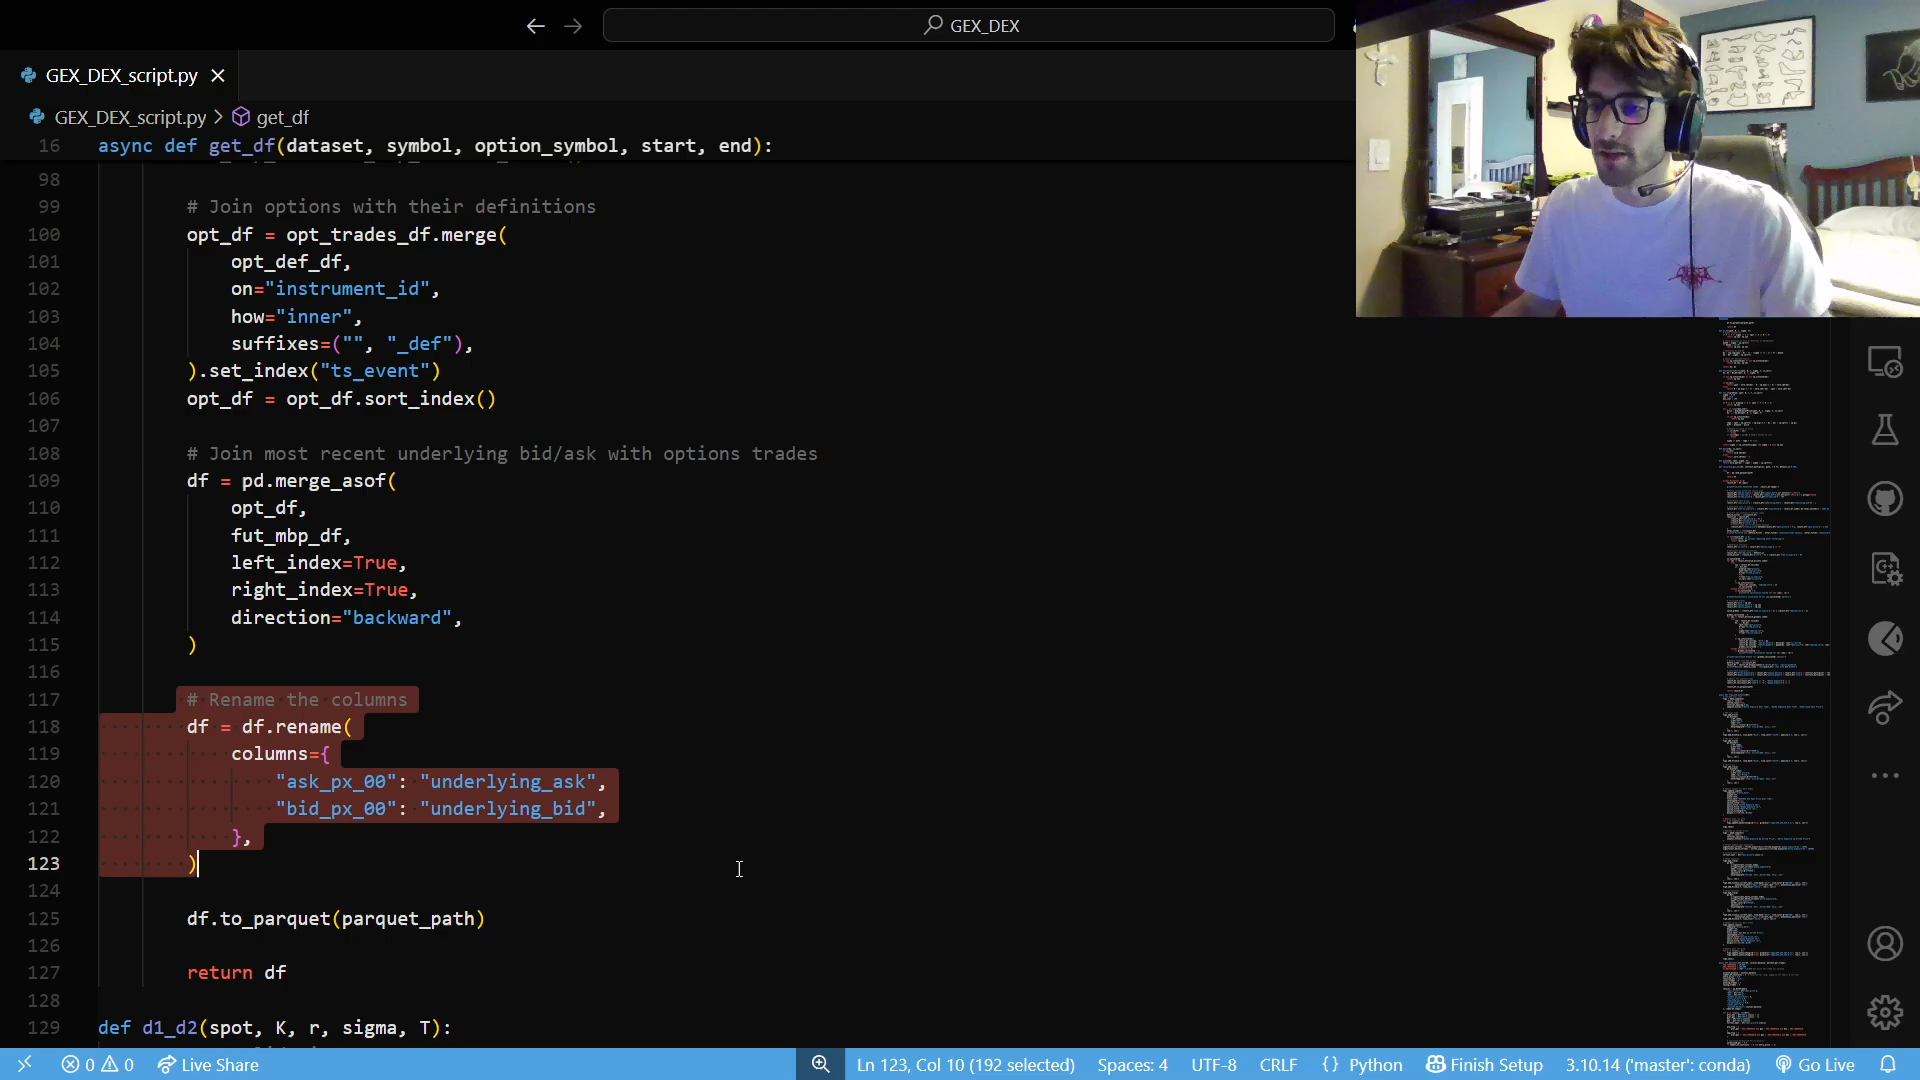 GEX_DEX
GEX_DEX_script.py
GEX_DEX_script.py > get_df
16 async def get_df(dataset, symbol, option_symbol, start, end):
98
99 # Join options with their definitions
100 opt_df = opt_trades_df.merge(
101 opt_def_df,
102 on="instrument_id",
103 how="inner",
104 suffixes=("", "_def"),
105 ).set_index("ts_event")
106 opt_df = opt_df.sort_index()
107
108 # Join most recent underlying bid/ask with options trades
109 df = pd.merge_asof(
110 opt_df,
111 fut_mbp_df,
112 left_index=True,
113 right_index=True,
114 direction="backward",
115 )
116
117 # Rename the columns
118 df = df.rename(
119 columns={
120 "ask_px_00": "underlying_ask",
121 "bid_px_00": "underlying_bid",
122 },
123 )
124
125 df.to_parquet(parquet_path)
126
127 return df
128
129 def d1_d2(spot, K, r, sigma, T):
0 0 Live Share Ln 123, Col 10 (192 selected) Spaces: 4 UTF-8 CRLF {} Python Finish Setup 3.10.14 ('master': conda) Go Live